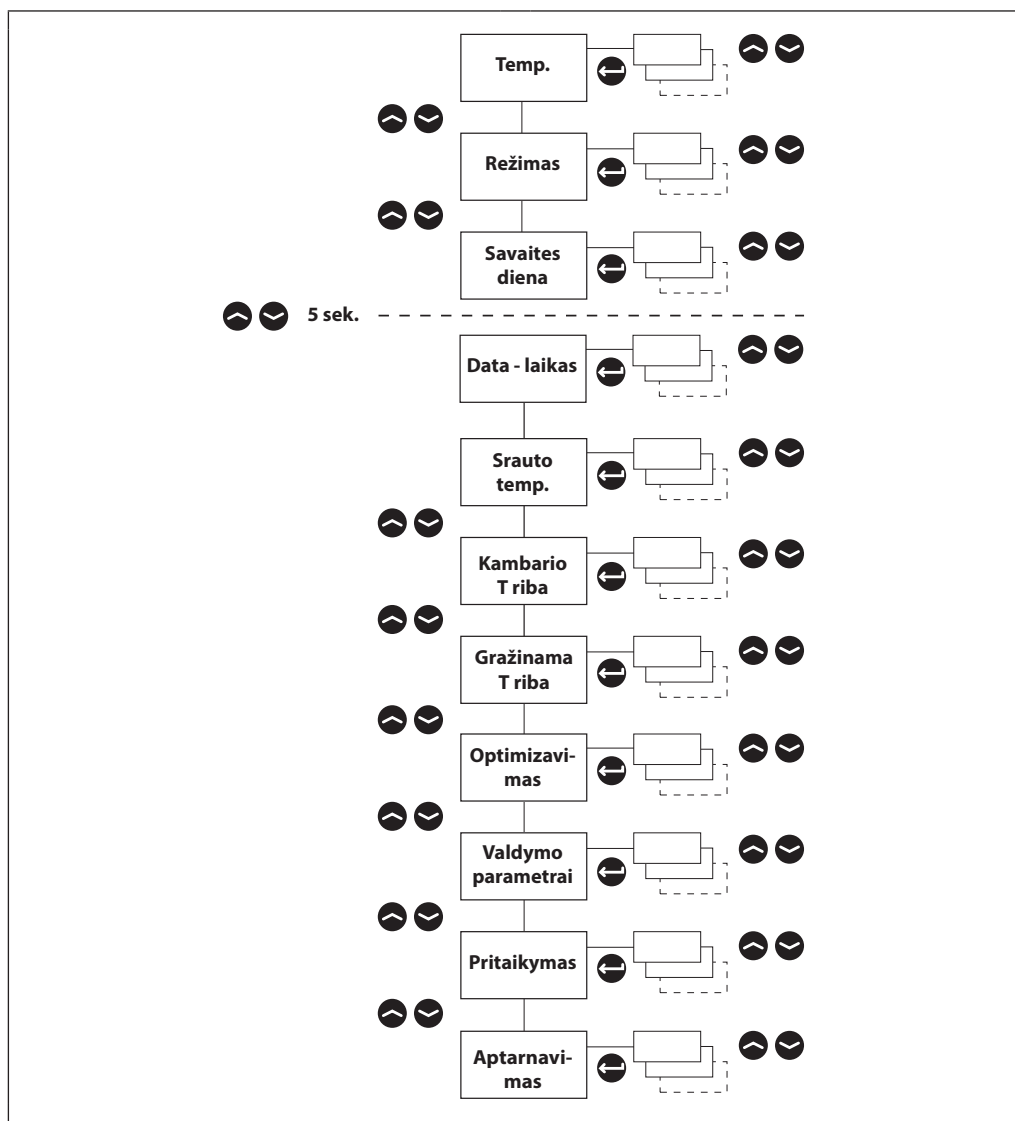 Temp.
Režimas
Savaites
diena
5 sek.
Data - laikas
Srauto
temp.
Kambario
T riba
Gražinama
T riba
Optimizavi-
mas
Valdymo
parametrai
Pritaikymas
Aptarnavi-
mas